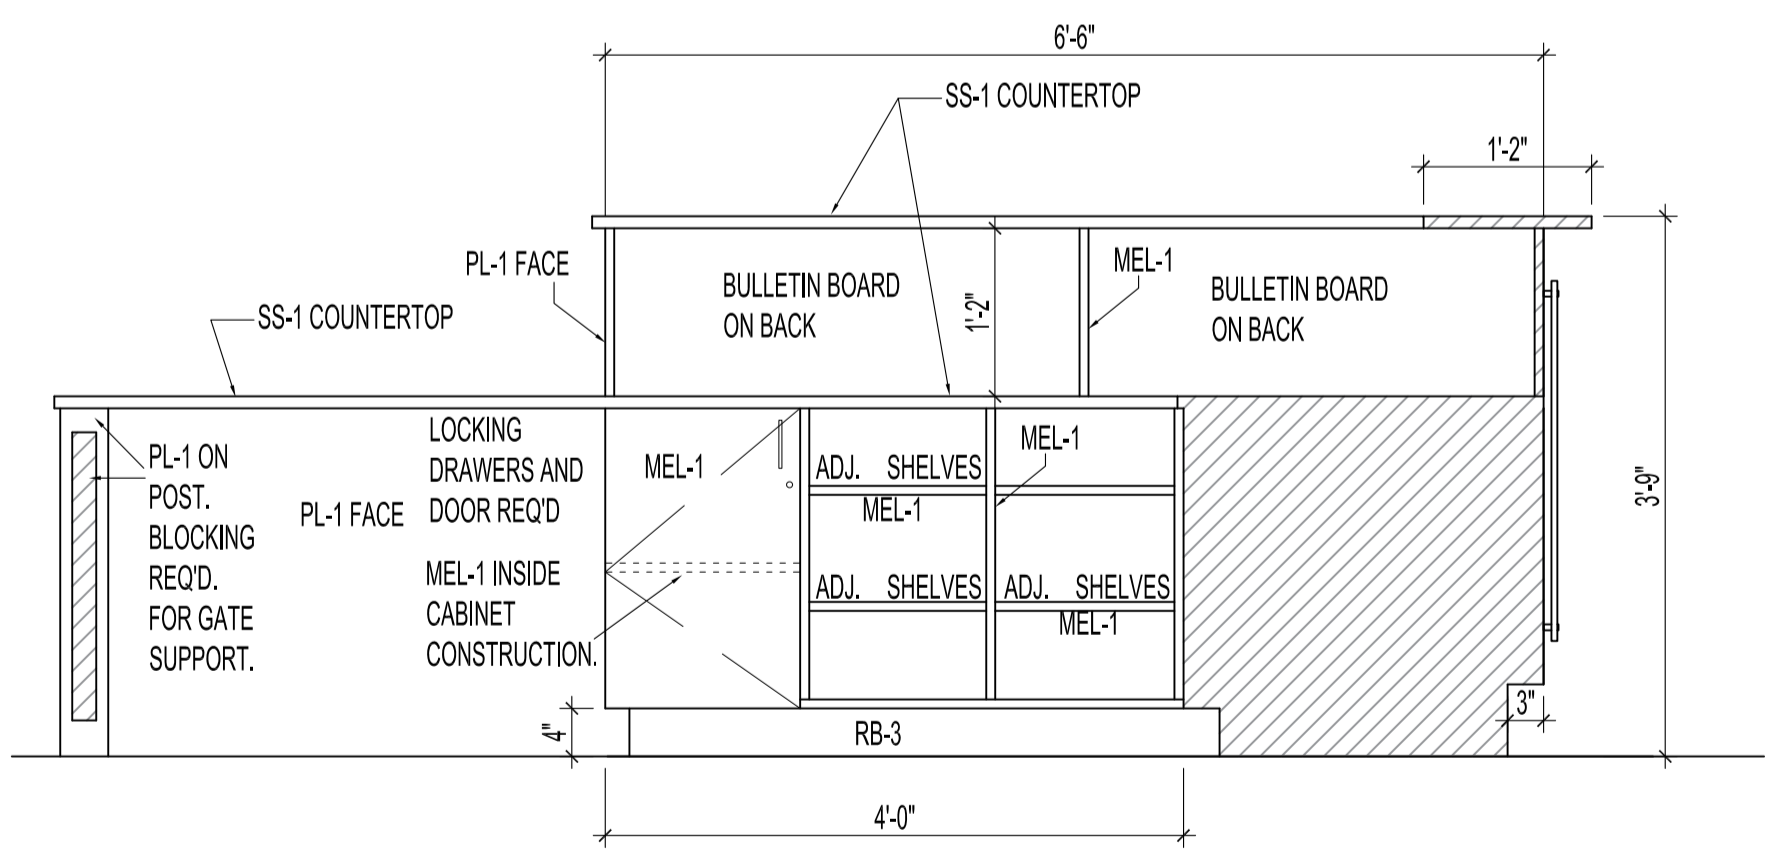 6'-6"
SS-1 COUNTERTOP
1'-2"
PL-1 FACE
BULLETIN BOARD
ON BACK
1'-2"
MEL-1
BULLETIN BOARD
ON BACK
SS-1 COUNTERTOP
PL-1 ON
POST.
BLOCKING
REQ'D.
FOR GATE
SUPPORT.
PL-1 FACE
LOCKING
DRAWERS AND
DOOR REQ'D
MEL-1 INSIDE
CABINET
CONSTRUCTION.
MEL-1
ADJ. SHELVES
MEL-1
MEL-1
ADJ. SHELVES
ADJ. SHELVES
MEL-1
3'-9"
3"
4"
RB-3
4'-0"